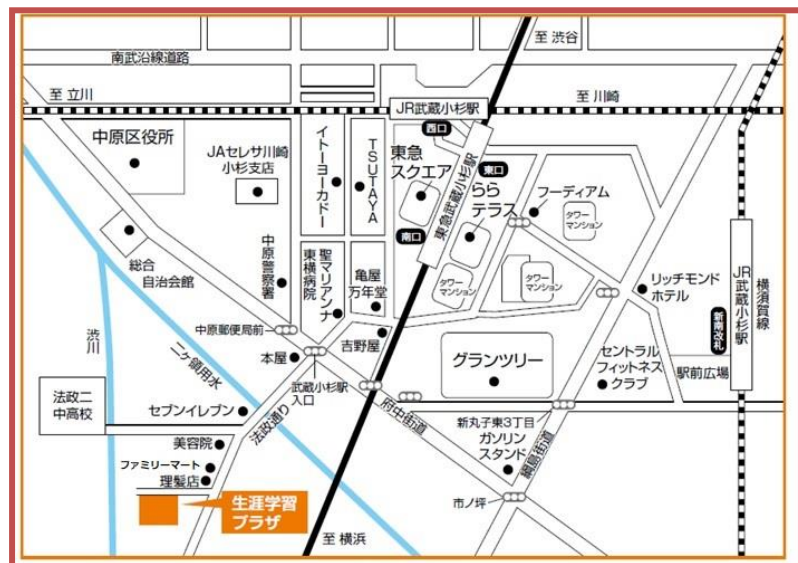 至 渋谷
南武沿線道路
至 立川
JR武蔵小杉駅
至 川崎
西口
中原区役所
JAセレサ川崎
小杉支店
イトーヨーカドー
TSUTAYA
東急
スクエア
東急武蔵小杉駅
東口
らら
テラス
フーディアム
タワー
マンション
南口
総合
自治会館
中原警察署
聖マリアンナ
東横病院
亀屋
万年堂
タワー
マンション
タワー
マンション
リッチモンド
ホテル
JR武蔵小杉駅
横須賀線
新南改札
中原郵便局前
吉野屋
渋川
二ヶ領用水
本屋
武蔵小杉駅
入口
グランツリー
セントラル
フィットネス
クラブ
駅前広場
法政二
中高校
セブンイレブン
法政通り
府中街道
新丸子東3丁目
ガソリン
スタンド
綱島街道
美容院
ファミリーマート
理髪店
生涯学習
プラザ
市ノ坪
至 横浜